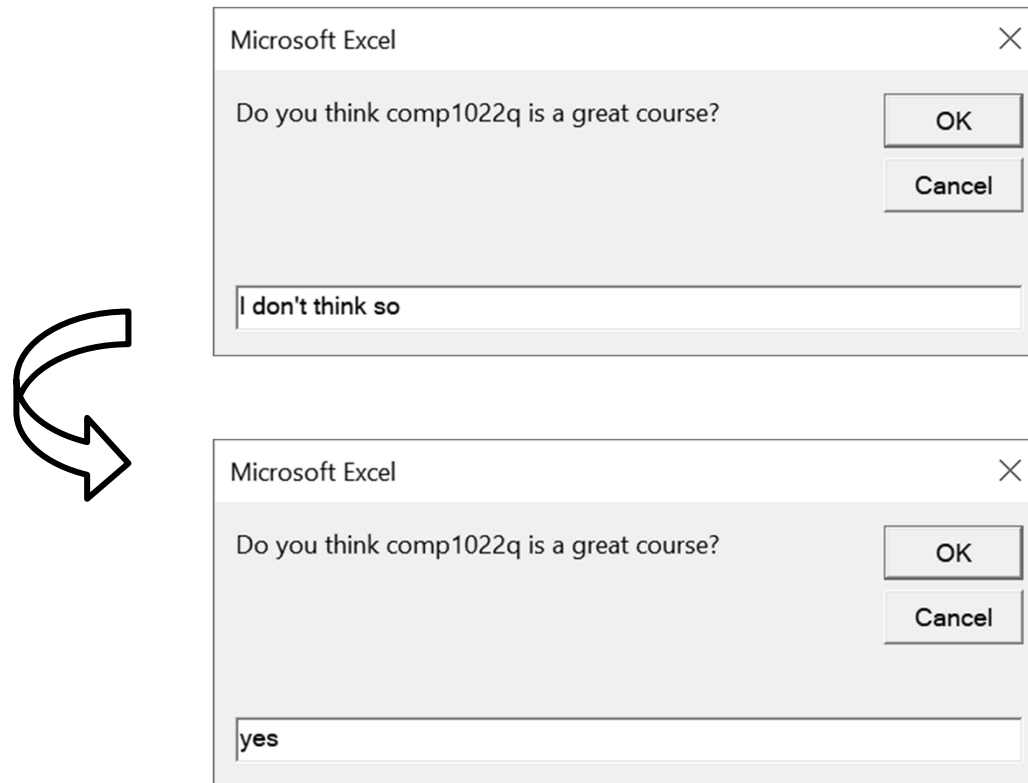 Microsoft Excel
Do you think comp1022q is a great course?
OK
Cancel
I don't think so
Microsoft Excel
Do you think comp1022q is a great course?
OK
Cancel
yes